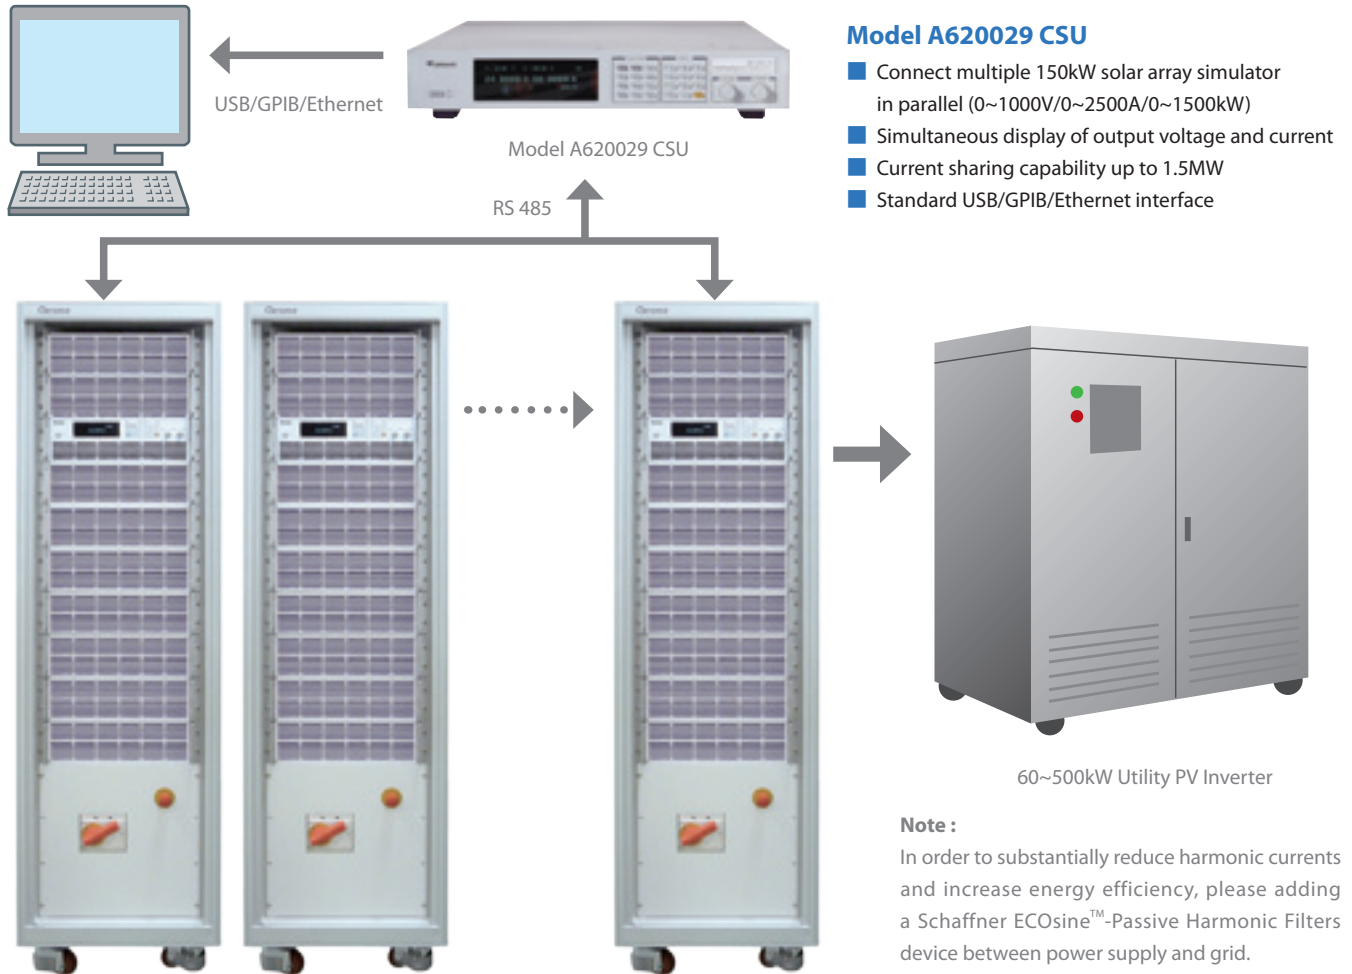 USB/GPIB/Ethernet
Model A620029 CSU
RS 485
Model A620029 CSU
Connect multiple 150kW solar array simulator
in parallel (0~1000V/0~2500A/0~1500kW)
Simultaneous display of output voltage and current
Current sharing capability up to 1.5MW
Standard USB/GPIB/Ethernet interface
Chroma
Chroma
Chroma
60~500kW Utility PV Inverter
Note :
In order to substantially reduce harmonic currents
and increase energy efficiency, please adding
a Schaffner ECOsine™-Passive Harmonic Filters
device between power supply and grid.